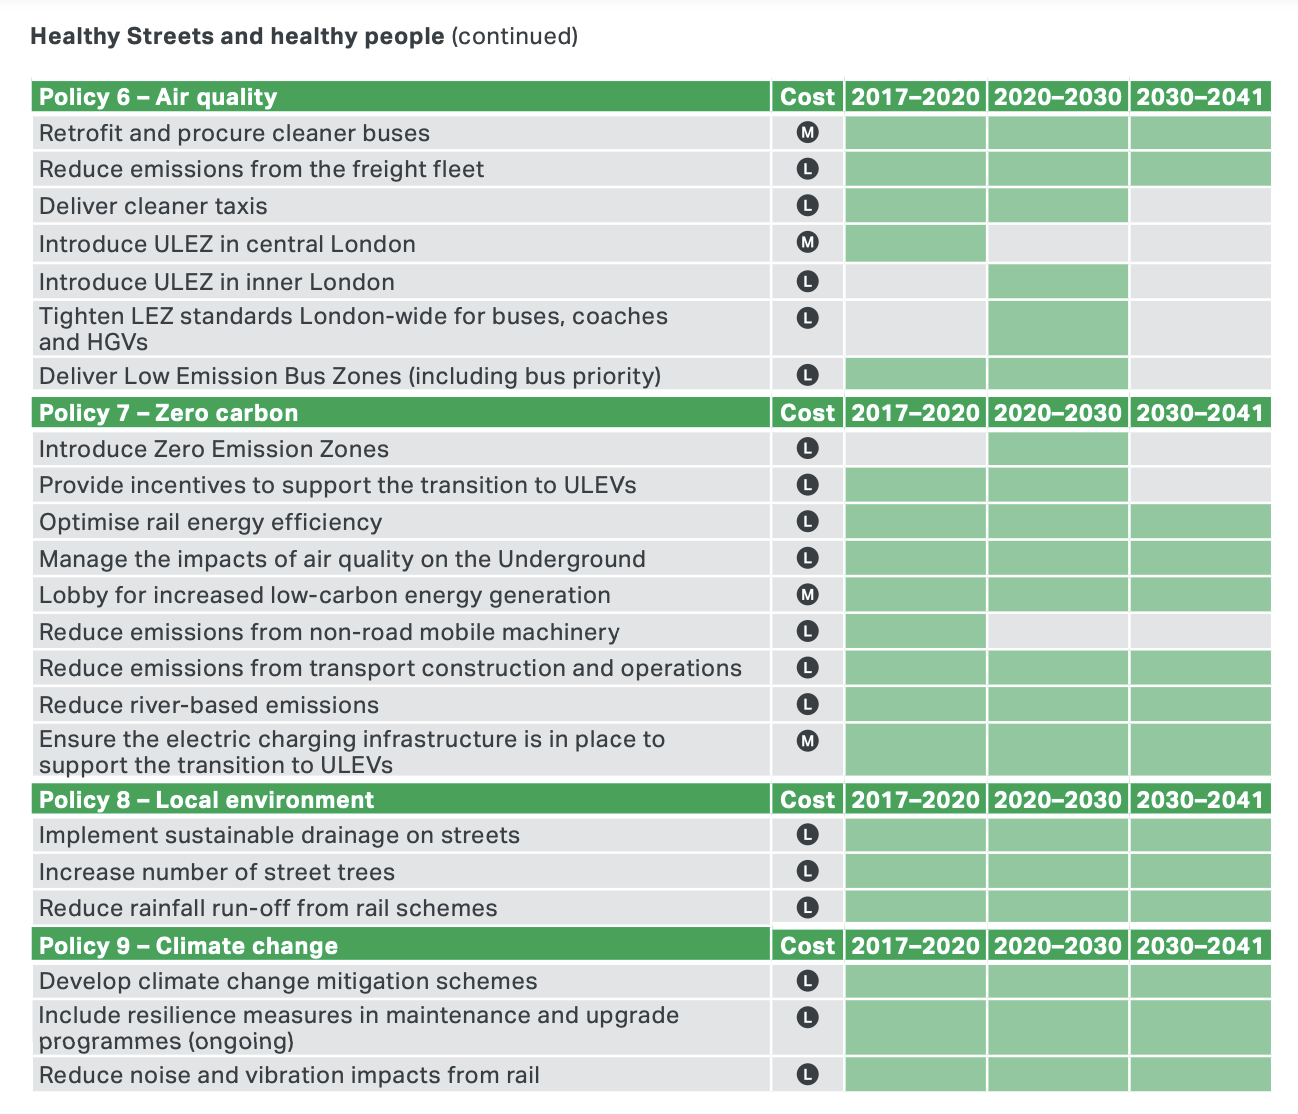 Healthy Streets and healthy people (continued)
Policy 6 – Air quality Cost 2017–2020 2020–2030 2030–2041
Retrofit and procure cleaner buses M
Reduce emissions from the freight fleet L
Deliver cleaner taxis L
Introduce ULEZ in central London M
Introduce ULEZ in inner London L
Tighten LEZ standards London-wide for buses, coaches L
and HGVs
Deliver Low Emission Bus Zones (including bus priority) L
Policy 7 – Zero carbon Cost 2017–2020 2020–2030 2030–2041
Introduce Zero Emission Zones L
Provide incentives to support the transition to ULEVs L
Optimise rail energy efficiency L
Manage the impacts of air quality on the Underground L
Lobby for increased low-carbon energy generation M
Reduce emissions from non-road mobile machinery L
Reduce emissions from transport construction and operations L
Reduce river-based emissions L
Ensure the electric charging infrastructure is in place to M
support the transition to ULEVs
Policy 8 – Local environment Cost 2017–2020 2020–2030 2030–2041
Implement sustainable drainage on streets L
Increase number of street trees L
Reduce rainfall run-off from rail schemes L
Policy 9 – Climate change Cost 2017–2020 2020–2030 2030–2041
Develop climate change mitigation schemes L
Include resilience measures in maintenance and upgrade L
programmes (ongoing)
Reduce noise and vibration impacts from rail L